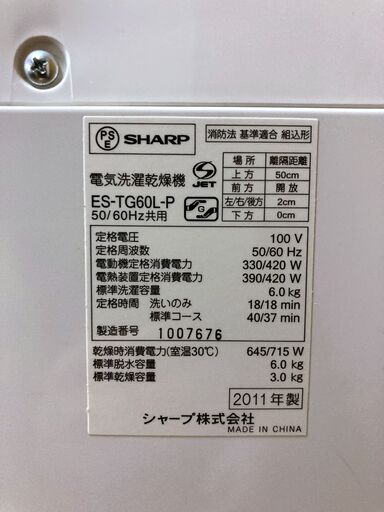 PS E SHARP
消防法 基準適合 組込形
場所 離隔距離
上方 50cm
前方 開放
左/右/後方 2cm
下方 0cm
電気洗濯乾燥機 S JET
ES-TG60L-P
50/60Hz共用 G
定格電圧 100 V
定格周波数 50/60 Hz
電動機定格消費電力 330/420 W
電熱装置定格消費電力 390/420 W
標準洗濯容量 6.0kg
定格時間 洗いのみ 18/18 min
標準コース 40/37 min
製造番号 1007676
乾燥時消費電力(室温30℃) 645/715 W
標準脱水容量 6.0 kg
標準乾燥容量 3.0 kg
2011年製
シャープ株式会社
MADE IN CHINA